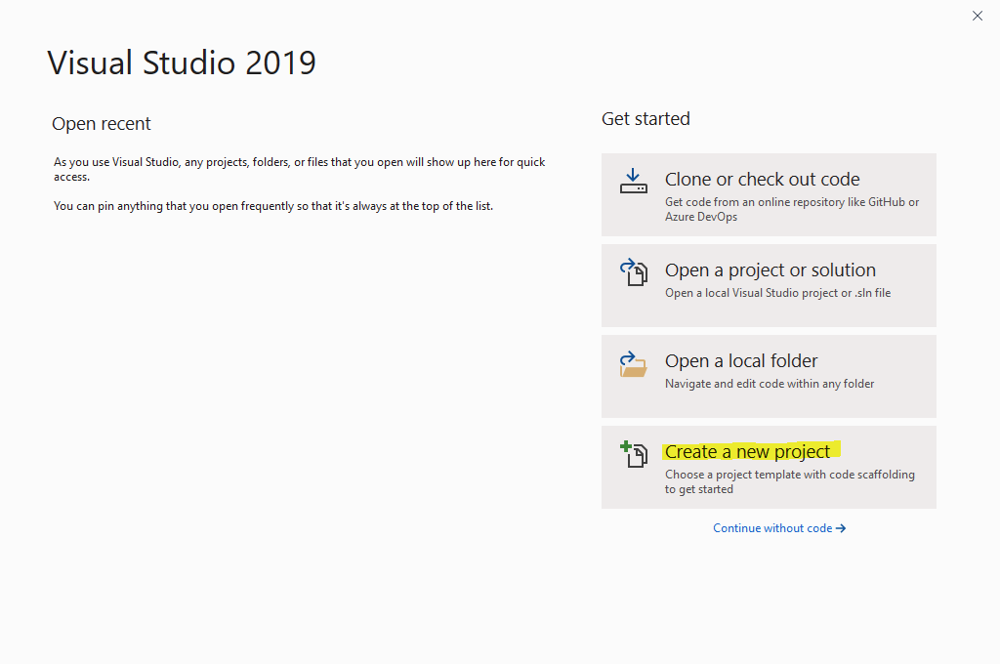 Visual Studio 2019
Open recent
As you use Visual Studio, any projects, folders, or files that you open will show up here for quick
access.
You can pin anything that you open frequently so that it's always at the top of the list.
Get started
Clone or check out code
Get code from an online repository like GitHub or
Azure DevOps
Open a project or solution
Open a local Visual Studio project or .sln file
Open a local folder
Navigate and edit code within any folder
Create a new project
Choose a project template with code scaffolding
to get started
Continue without code →